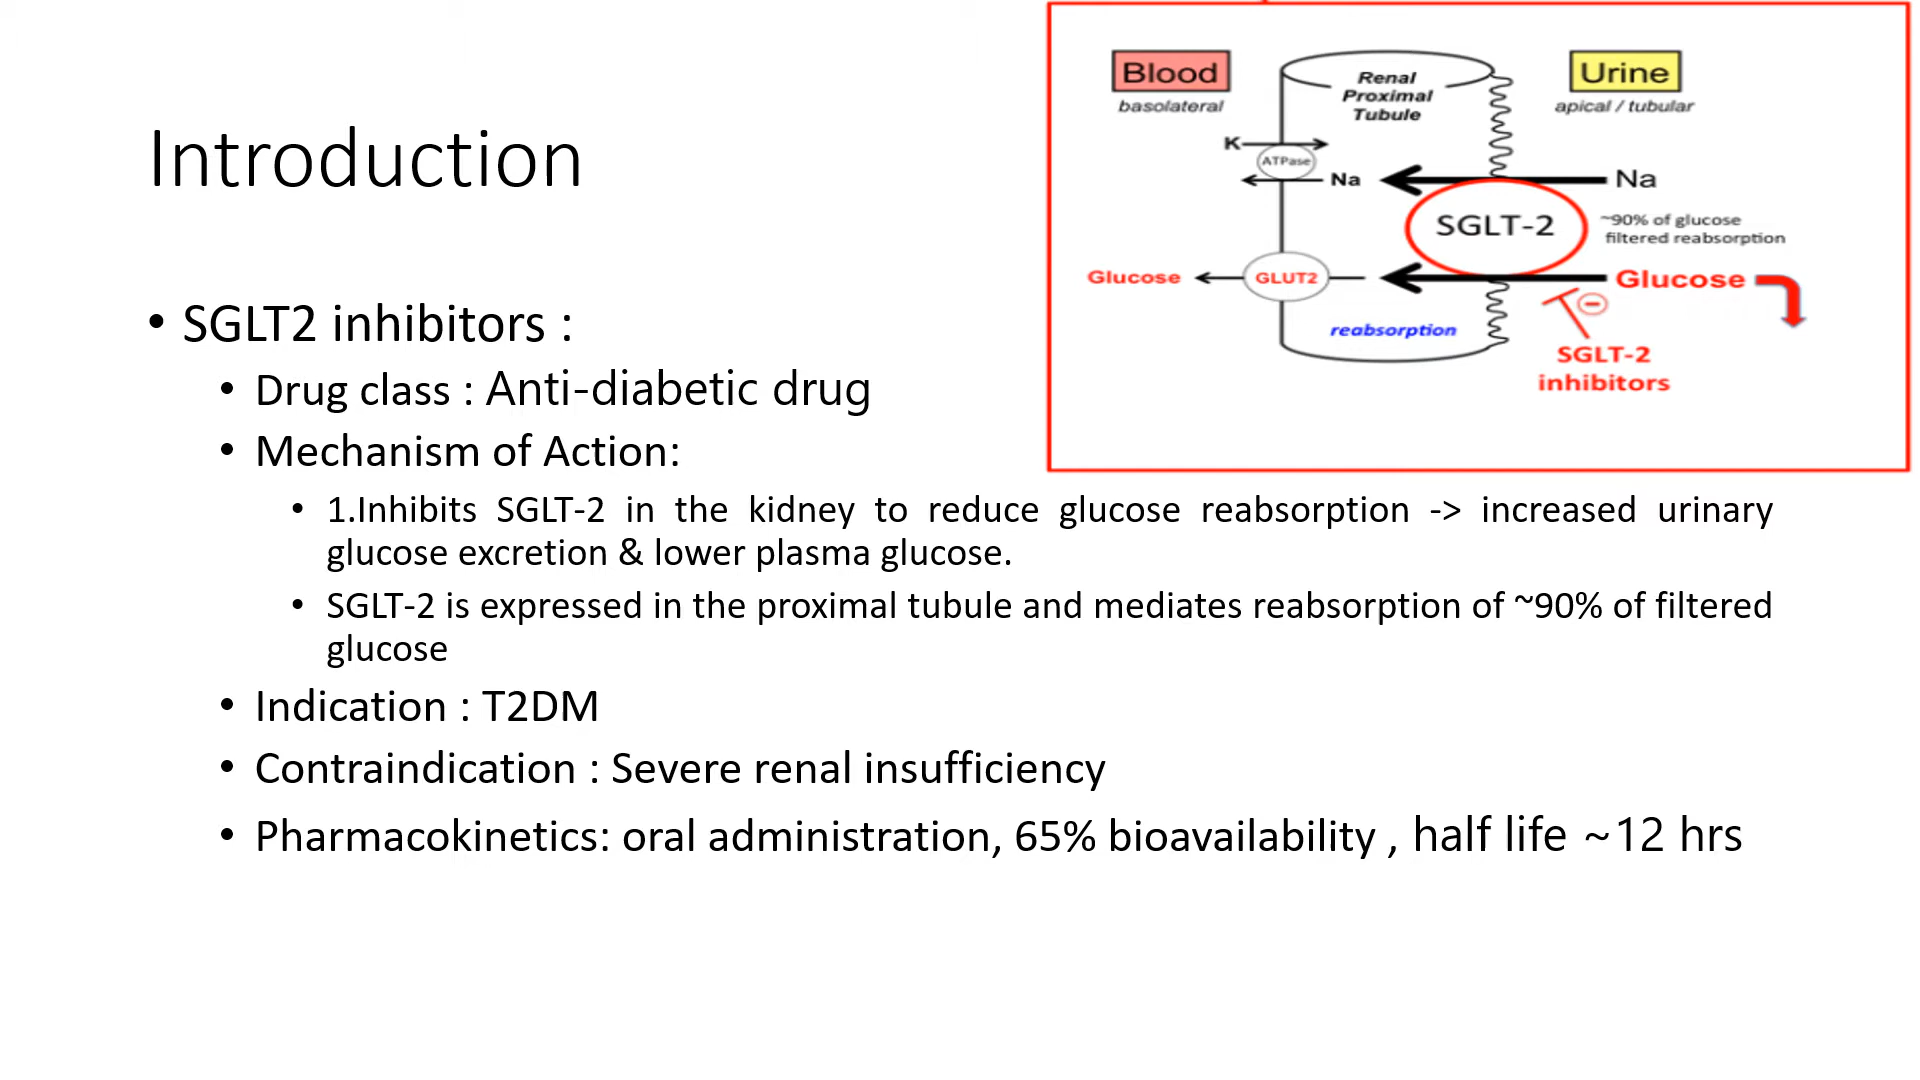 Introduction
• SGLT2 inhibitors :
• Drug class : Anti-diabetic drug
• Mechanism of Action:
• 1.Inhibits SGLT-2 in the kidney to reduce glucose reabsorption -> increased urinary
glucose excretion & lower plasma glucose.
• SGLT-2 is expressed in the proximal tubule and mediates reabsorption of ~90% of filtered
glucose
• Indication : T2DM
• Contraindication : Severe renal insufficiency
• Pharmacokinetics: oral administration, 65% bioavailability , half life ~12 hrs
Blood
basolateral
Renal
Proximal
Tubule
Urine
apical / tubular
K
ATPase
Na
Na
SGLT-2
~90% of glucose
filtered reabsorption
Glucose
GLUT2
Glucose
reabsorption
SGLT-2
inhibitors